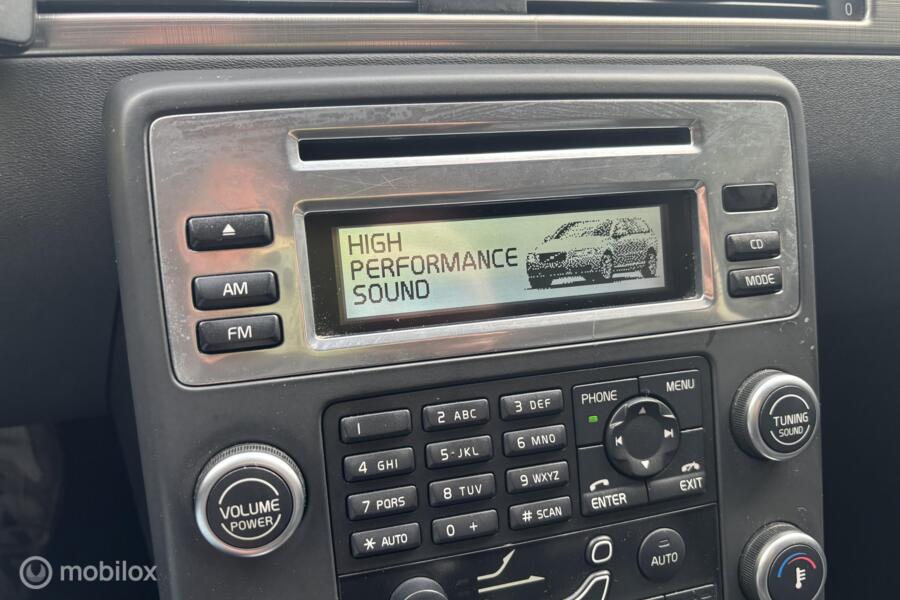 0
HIGH
PERFORMANCE
SOUND
AM
FM
CD
MODE
1
2 ABC
3 DEF
4 GHI
5-JKL
6 MNO
7 PQRS
8 TUV
9 WXYZ
* AUTO
0 +
# SCAN
PHONE
MENU
ENTER
EXIT
TUNING
SOUND
VOLUME
POWER
AUTO
mobilox